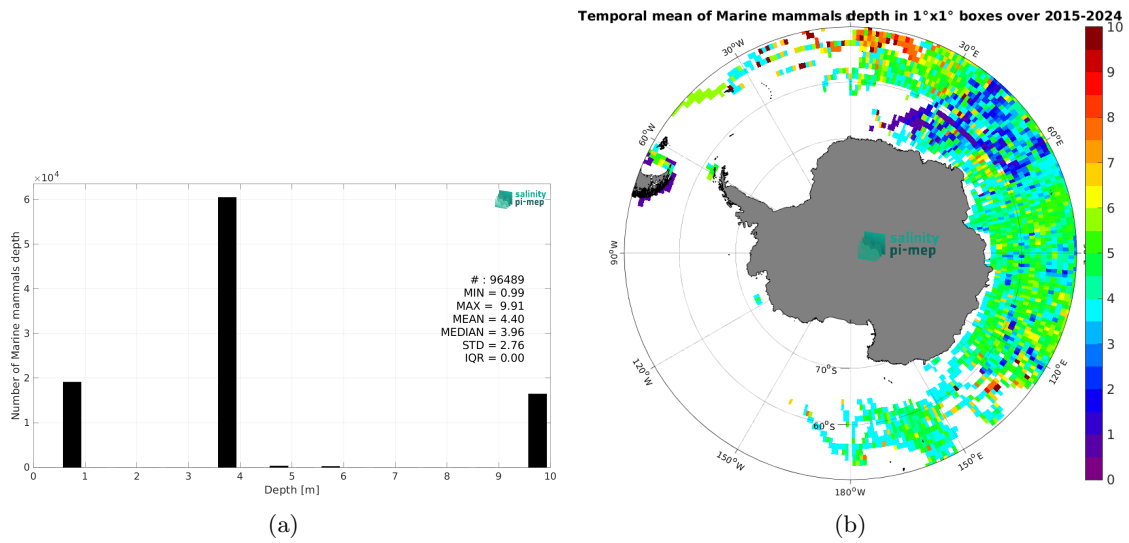 ×10⁴
6
5
4
3
2
1
0
Number of Marine mammals depth
0 1 2 3 4 5 6 7 8 9 10
Depth [m]
salinity
pi-mep
# : 96489
MIN = 0.99
MAX = 9.91
MEAN = 4.40
MEDIAN = 3.96
STD = 2.76
IQR = 0.00
(a)
Temporal mean of Marine mammals depth in 1°x1° boxes over 2015-2024
30°W
30°E
60°W
60°E
90°W
120°W
120°E
150°W
150°E
180°W
70°S
60°S
salinity
pi-mep
10
9
8
7
6
5
4
3
2
1
0
(b)